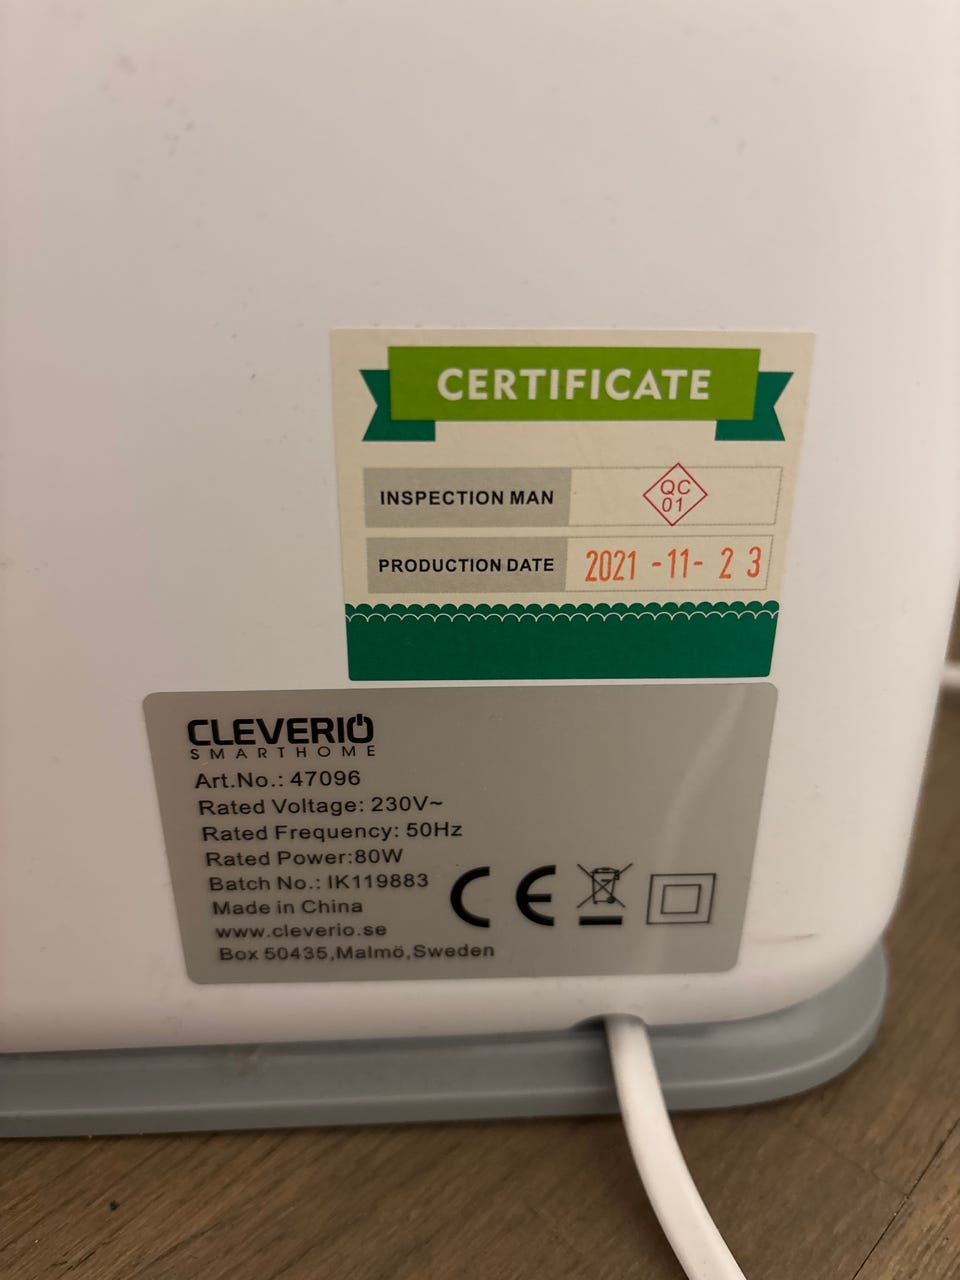 CERTIFICATE
INSPECTION MAN QC 01
PRODUCTION DATE 2021 -11- 2 3
CLEVERIO
SMARTHOME
Art.No.: 47096
Rated Voltage: 230V~
Rated Frequency: 50Hz
Rated Power:80W
Batch No.: IK119883
Made in China
www.cleverio.se
Box 50435,Malmö,Sweden
CE